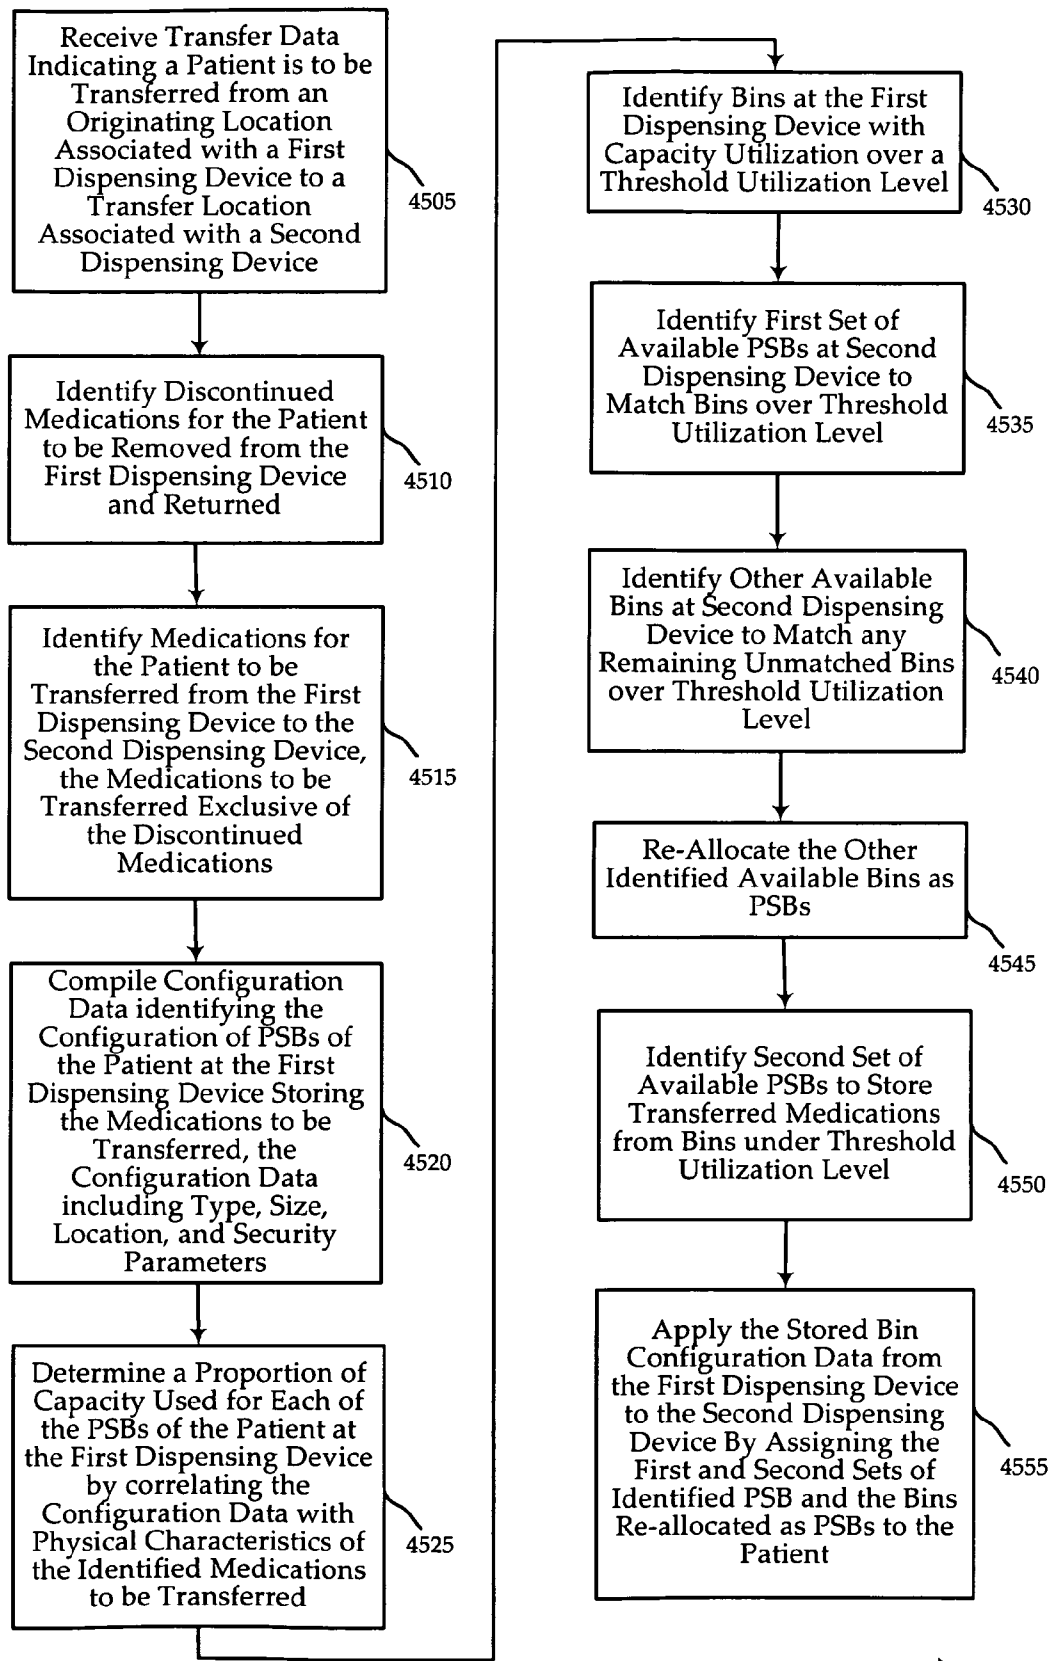 Receive Transfer Data
Indicating a Patient is to be
Transferred from an
Originating Location
Associated with a First
Dispensing Device to a
Transfer Location
Associated with a Second
Dispensing Device
4505
Identify Discontinued
Medications for the Patient
to be Removed from the
First Dispensing Device
and Returned
4510
Identify Medications for
the Patient to be
Transferred from the First
Dispensing Device to the
Second Dispensing Device,
the Medications to be
Transferred Exclusive of
the Discontinued
Medications
4515
Compile Configuration
Data identifying the
Configuration of PSBs of
the Patient at the First
Dispensing Device Storing
the Medications to be
Transferred, the
Configuration Data
including Type, Size,
Location, and Security
Parameters
4520
Determine a Proportion of
Capacity Used for Each of
the PSBs of the Patient at
the First Dispensing Device
by correlating the
Configuration Data with
Physical Characteristics of
the Identified Medications
to be Transferred
4525
Identify Bins at the First
Dispensing Device with
Capacity Utilization over a
Threshold Utilization Level
4530
Identify First Set of
Available PSBs at Second
Dispensing Device to
Match Bins over Threshold
Utilization Level
4535
Identify Other Available
Bins at Second Dispensing
Device to Match any
Remaining Unmatched Bins
over Threshold Utilization
Level
4540
Re-Allocate the Other
Identified Available Bins as
PSBs
4545
Identify Second Set of
Available PSBs to Store
Transferred Medications
from Bins under Threshold
Utilization Level
4550
Apply the Stored Bin
Configuration Data from
the First Dispensing Device
to the Second Dispensing
Device By Assigning the
First and Second Sets of
Identified PSB and the Bins
Re-allocated as PSBs to the
Patient
4555